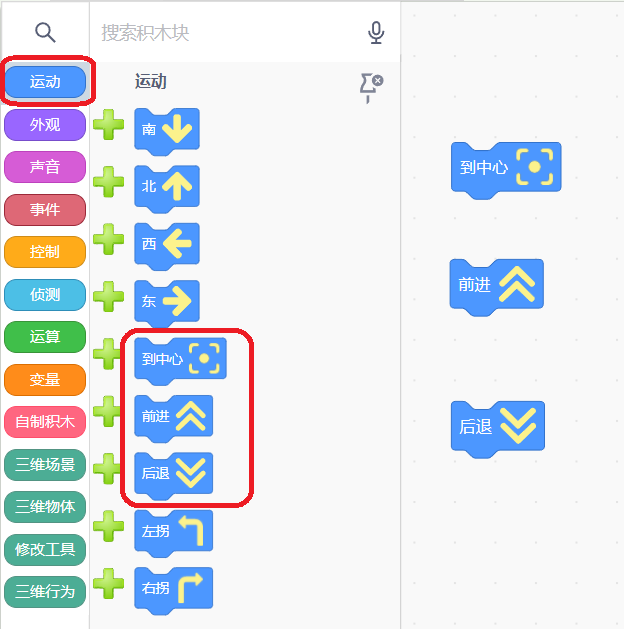 搜索积木块
运动
外观
声音
事件
控制
侦测
运算
变量
自制积木
三维场景
三维物体
修改工具
三维行为
运动
南
北
西
东
到中心
前进
后退
左拐
右拐
到中心
前进
后退